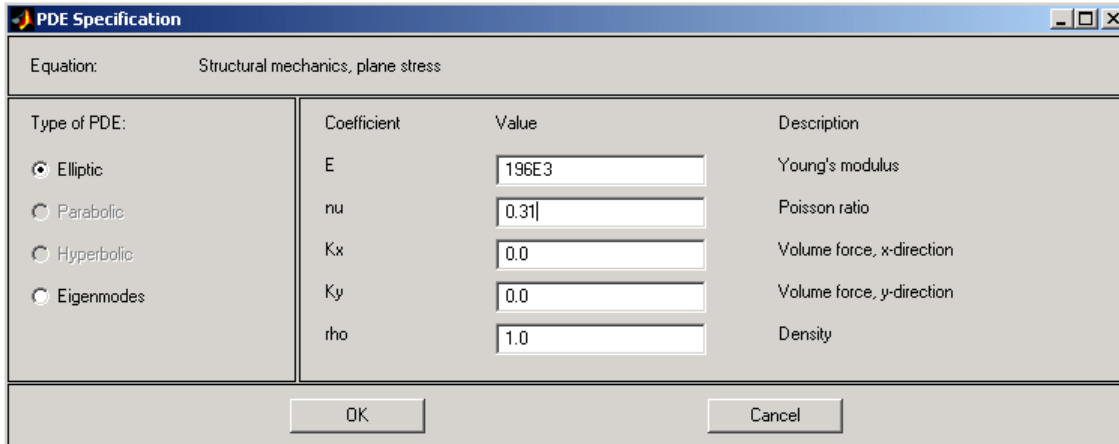 PDE Specification
Equation: Structural mechanics, plane stress
Type of PDE: Coefficient Value Description
Elliptic E 196E3 Young's modulus
Parabolic nu 0.31 Poisson ratio
Hyperbolic Kx 0.0 Volume force, x-direction
Eigenmodes Ky 0.0 Volume force, y-direction
rho 1.0 Density
OK Cancel